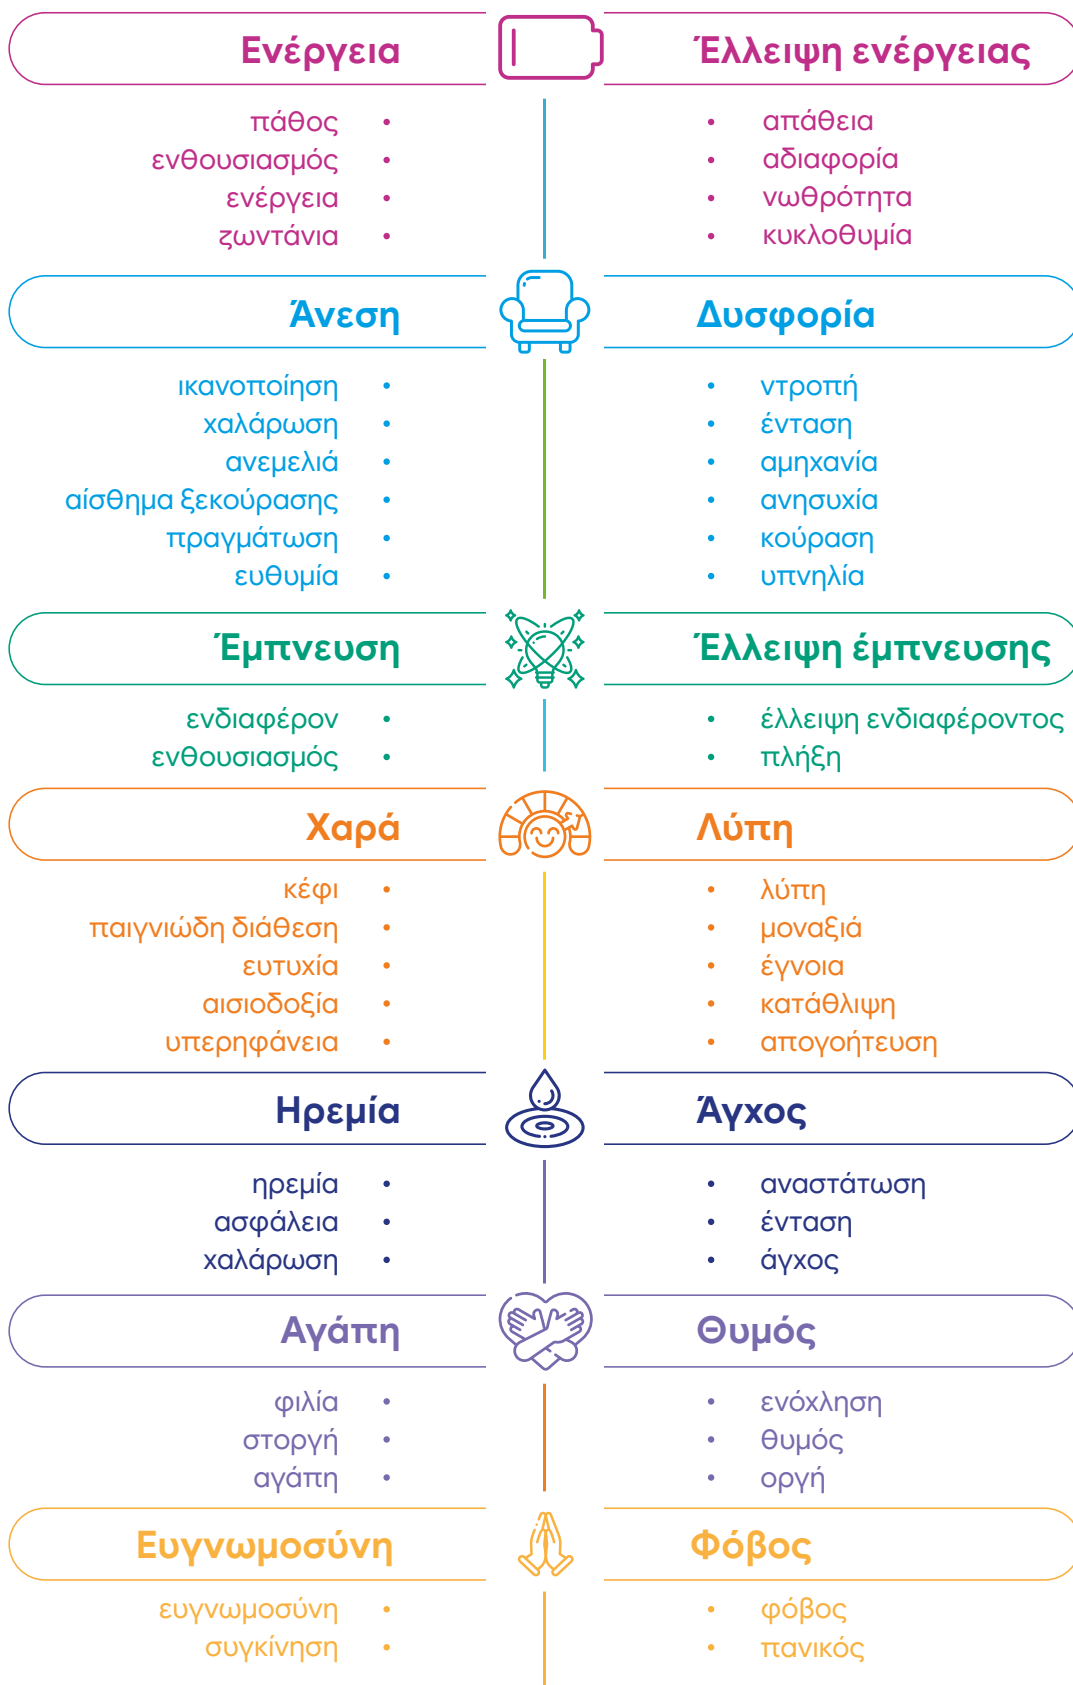 Ενέργεια
Έλλειψη ενέργειας
πάθος •
ενθουσιασμός •
ενέργεια •
ζωντάνια •
• απάθεια
• αδιαφορία
• νωθρότητα
• κυκλοθυμία
Άνεση
Δυσφορία
ικανοποίηση •
χαλάρωση •
ανεμελιά •
αίσθημα ξεκούρασης •
πραγμάτωση •
ευθυμία •
• ντροπή
• ένταση
• αμηχανία
• ανησυχία
• κούραση
• υπνηλία
Έμπνευση
Έλλειψη έμπνευσης
ενδιαφέρον •
ενθουσιασμός •
• έλλειψη ενδιαφέροντος
• πλήξη
Χαρά
Λύπη
κέφι •
παιγνιώδη διάθεση •
ευτυχία •
αισιοδοξία •
υπερηφάνεια •
• λύπη
• μοναξιά
• έγνοια
• κατάθλιψη
• απογοήτευση
Ηρεμία
Άγχος
ηρεμία •
ασφάλεια •
χαλάρωση •
• αναστάτωση
• ένταση
• άγχος
Αγάπη
Θυμός
φιλία •
στοργή •
αγάπη •
• ενόχληση
• θυμός
• οργή
Ευγνωμοσύνη
Φόβος
ευγνωμοσύνη •
συγκίνηση •
• φόβος
• πανικός